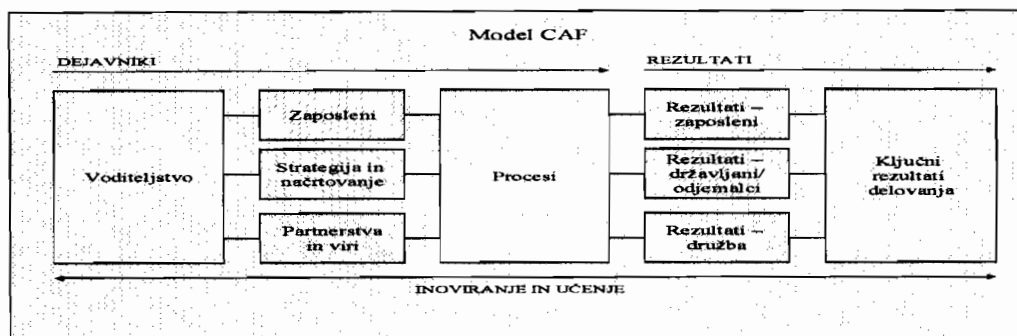 Model CAF
DEJAVNIKI
REZULTATI
Voditeljstvo
Zaposleni
Strategija in
načrtovanje
Partnerstva
in viri
Procesi
Rezultati –
zaposleni
Rezultati –
državljani/
odjemalci
Rezultati –
družba
Ključni
rezultati
delovanja
INOVIRANJE IN UČENJE